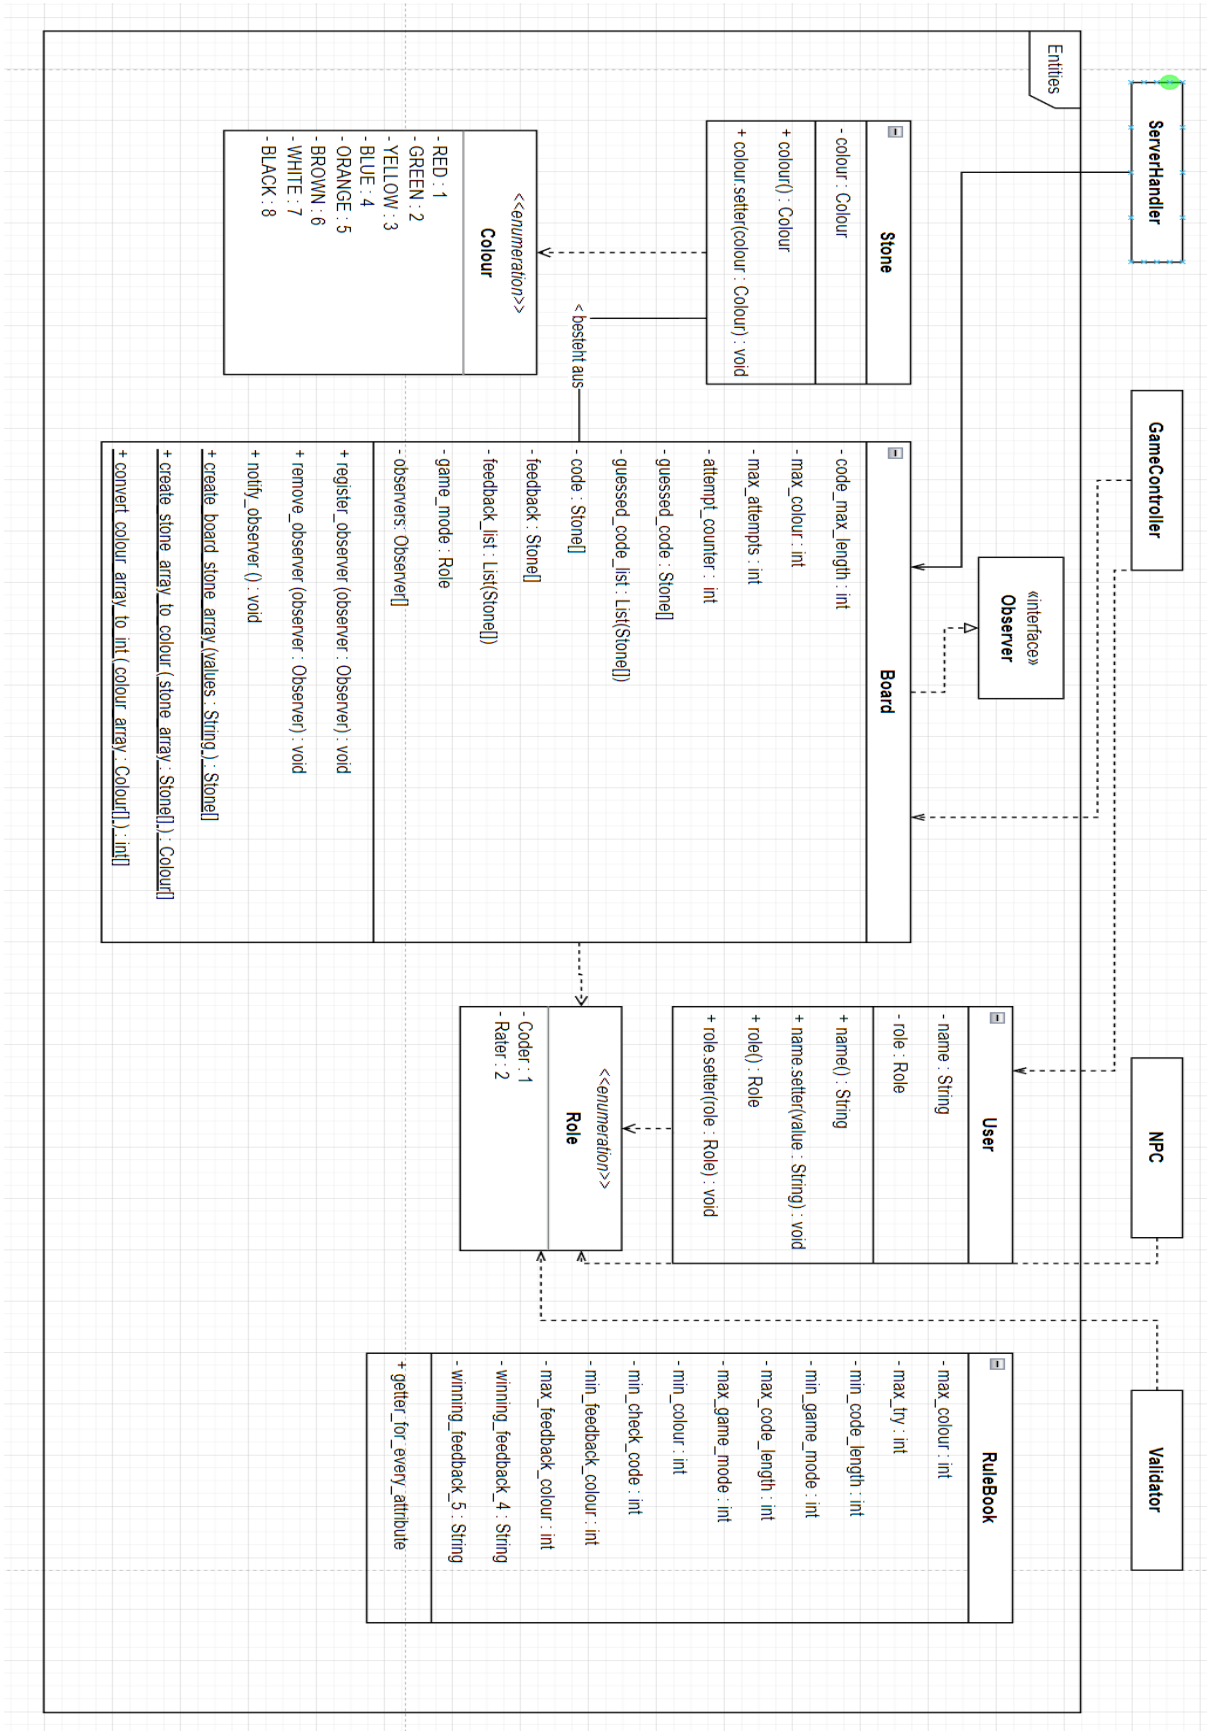 ServerHandler
GameController
NPC
Validator
Entities
Stone
- colour : Colour
+ colour() : Colour
+ colour.setter(colour : Colour) : void
<<enumeration>>
Colour
- RED : 1
- GREEN : 2
- YELLOW : 3
- BLUE : 4
- ORANGE : 5
- BROWN : 6
- WHITE : 7
- BLACK : 8
< besteht aus
«interface»
Observer
Board
- code_max_length : int
- max_colour : int
- max_attempts : int
- attempt_counter : int
- guessed_code : Stone[]
- guessed_code_list : List(Stone[])
- code : Stone[]
- feedback : Stone[]
- feedback_list : List(Stone[])
- game_mode : Role
- observers: Observer[]
+ register_observer (observer : Observer) : void
+ remove_observer (observer : Observer) : void
+ notify_observer () : void
+ create_board_stone_array (values : String ) : Stone[]
+ create_stone_array_to_colour ( stone_array : Stone[] ) : Colour[]
+ convert_colour_array_to_int ( colour_array : Colour[] ) : int[]
User
- name : String
- role : Role
+ name() : String
+ name.setter(value : String) : void
+ role() : Role
+ role.setter(role : Role) : void
<<enumeration>>
Role
- Coder : 1
- Rater : 2
RuleBook
- max_colour : int
- max_try : int
- min_code_length : int
- min_game_mode : int
- max_code_length : int
- max_game_mode : int
- min_colour : int
- min_check_code : int
- min_feedback_colour : int
- max_feedback_colour : int
- winning_feedback_4 : String
- winning_feedback_5 : String
+ getter_for_every_attribute